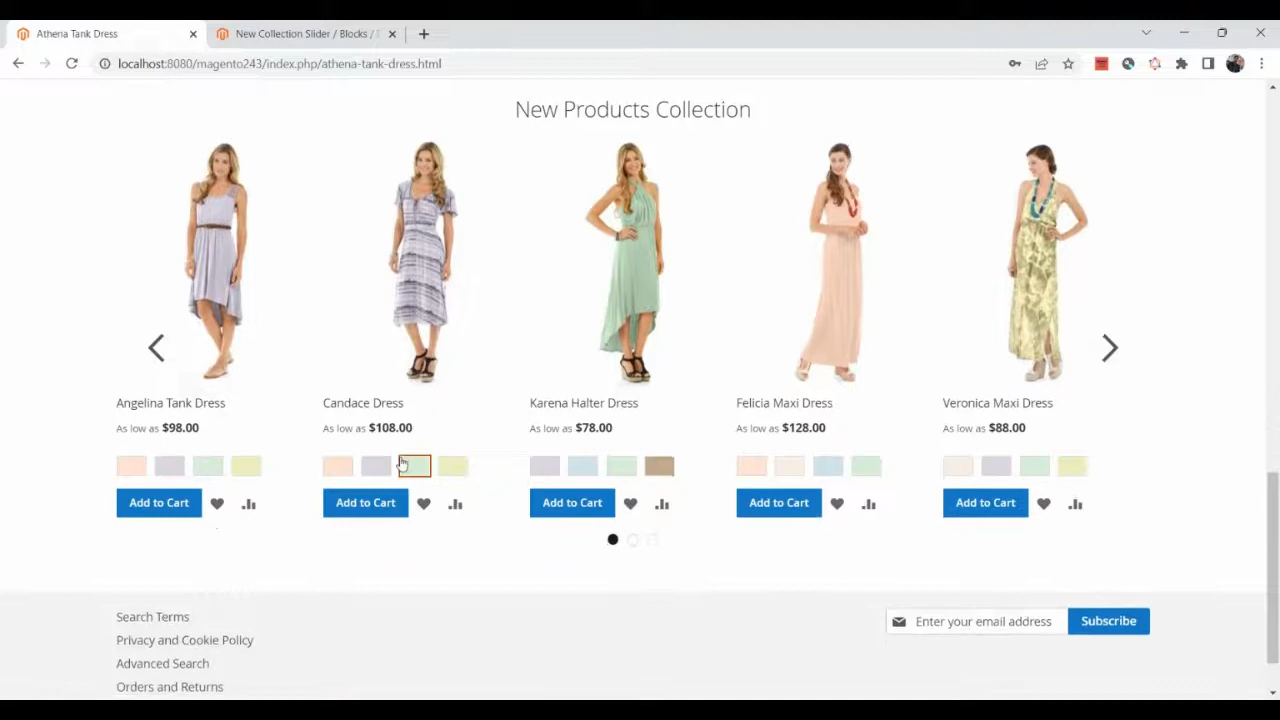 Athena Tank Dress
New Collection Slider / Blocks /
localhost:8080/magento243/index.php/athena-tank-dress.html
New Products Collection
Angelina Tank Dress
Candace Dress
Karena Halter Dress
Felicia Maxi Dress
Veronica Maxi Dress
As low as $98.00
As low as $108.00
As low as $78.00
As low as $128.00
As low as $88.00
Add to Cart
Add to Cart
Add to Cart
Add to Cart
Add to Cart
Search Terms
Privacy and Cookie Policy
Advanced Search
Orders and Returns
Enter your email address
Subscribe